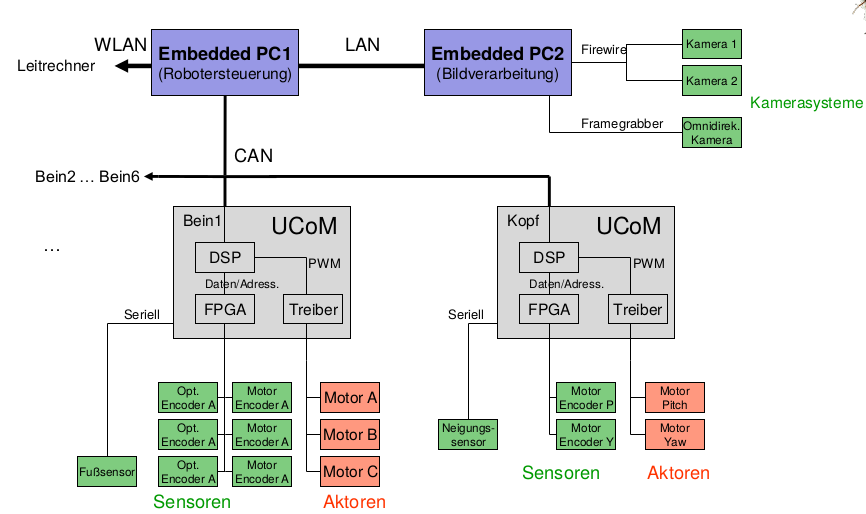 WLAN
LAN
Leitrechner
Embedded PC1
(Robotersteuerung)
Embedded PC2
(Bildverarbeitung)
Firewire
Kamera 1
Kamera 2
Kamerasysteme
Framegrabber
Omnidirek.
Kamera
CAN
Bein2 … Bein6
…
Bein1
UCoM
DSP
PWM
Daten/Adress.
FPGA
Treiber
Seriell
Kopf
UCoM
DSP
PWM
Daten/Adress.
FPGA
Treiber
Seriell
Opt.
Encoder A
Motor
Encoder A
Motor A
Opt.
Encoder A
Motor
Encoder A
Motor B
Opt.
Encoder A
Motor
Encoder A
Motor C
Fußsensor
Sensoren
Aktoren
Neigungs-
sensor
Motor
Encoder P
Motor
Pitch
Motor
Encoder Y
Motor
Yaw
Sensoren
Aktoren